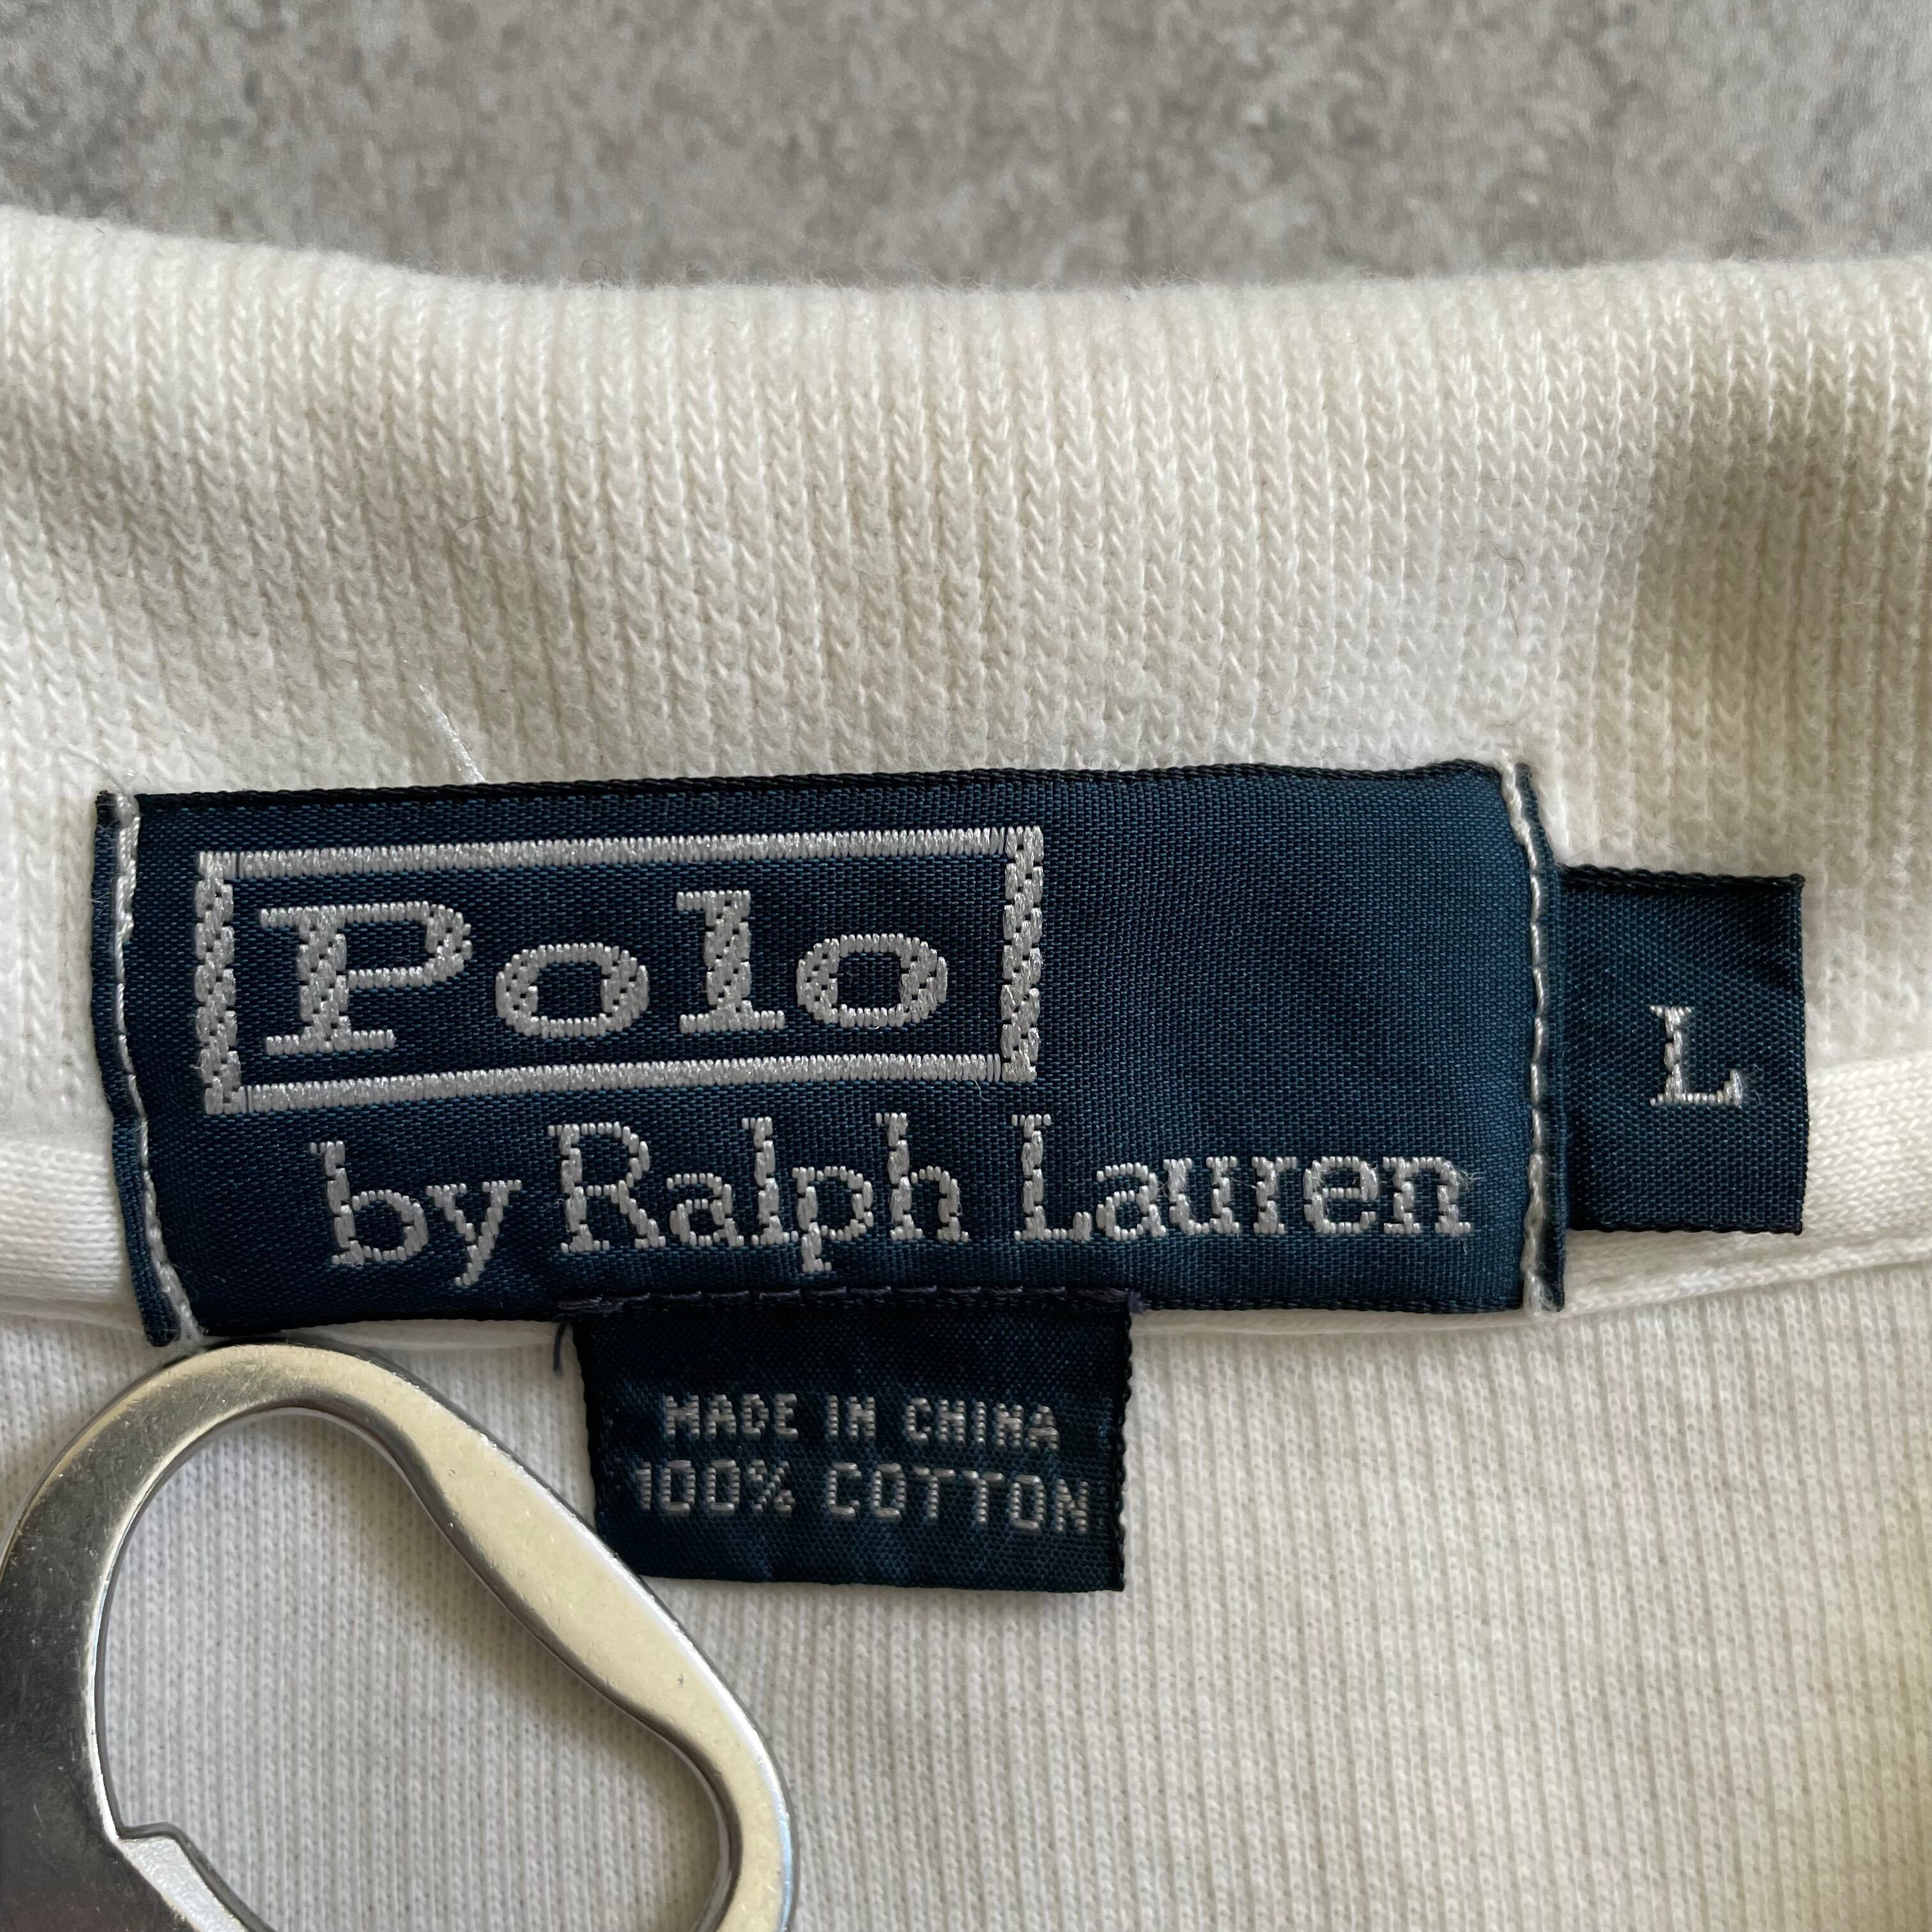 Polo
by Ralph Lauren
L
MADE IN CHINA
100% COTTON